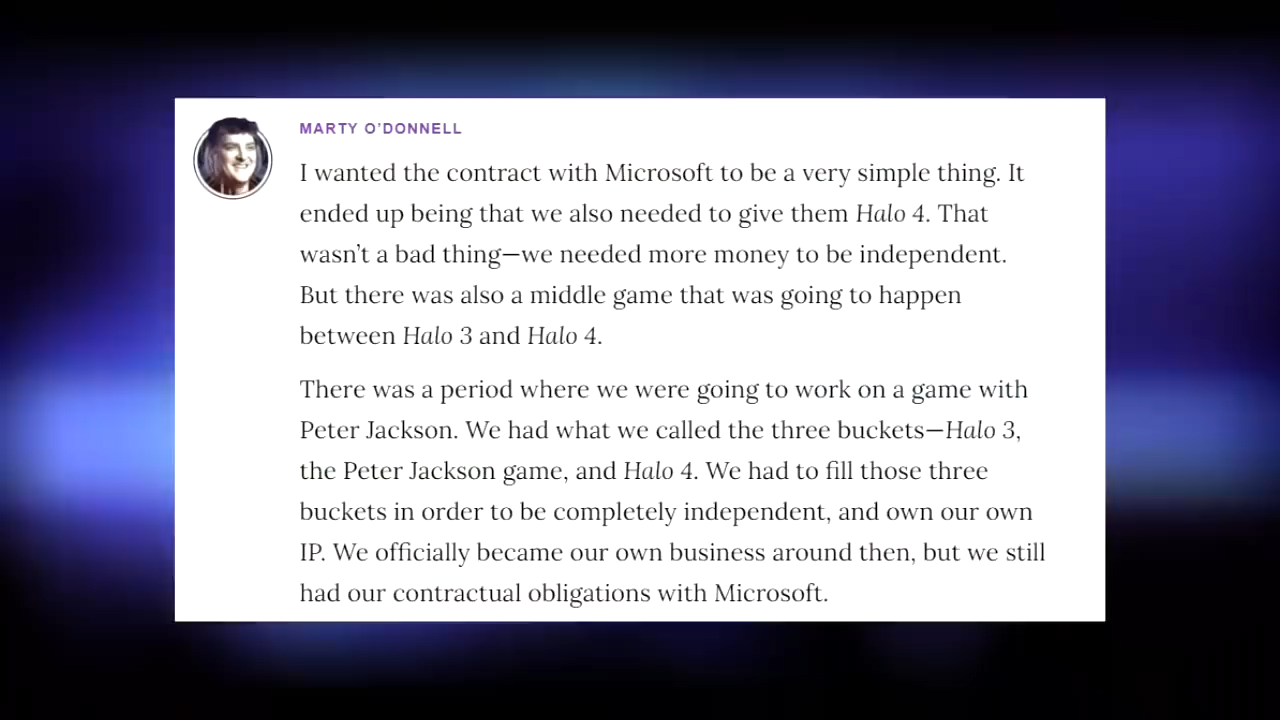 MARTY O'DONNELL
I wanted the contract with Microsoft to be a very simple thing. It
ended up being that we also needed to give them Halo 4. That
wasn’t a bad thing—we needed more money to be independent.
But there was also a middle game that was going to happen
between Halo 3 and Halo 4.
There was a period where we were going to work on a game with
Peter Jackson. We had what we called the three buckets—Halo 3,
the Peter Jackson game, and Halo 4. We had to fill those three
buckets in order to be completely independent, and own our own
IP. We officially became our own business around then, but we still
had our contractual obligations with Microsoft.